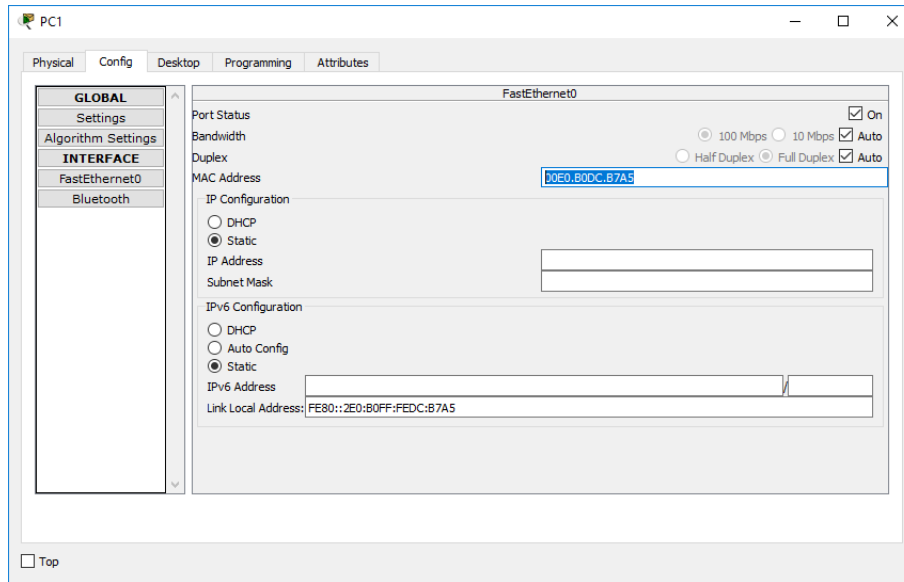 PC1
Physical Config Desktop Programming Attributes
GLOBAL
Settings
Algorithm Settings
INTERFACE
FastEthernet0
Bluetooth
FastEthernet0
Port Status On
Bandwidth 100 Mbps 10 Mbps Auto
Duplex Half Duplex Full Duplex Auto
MAC Address 00E0.B0DC.B7A5
IP Configuration
DHCP
Static
IP Address
Subnet Mask
IPv6 Configuration
DHCP
Auto Config
Static
IPv6 Address /
Link Local Address: FE80::2E0:B0FF:FEDC:B7A5
Top